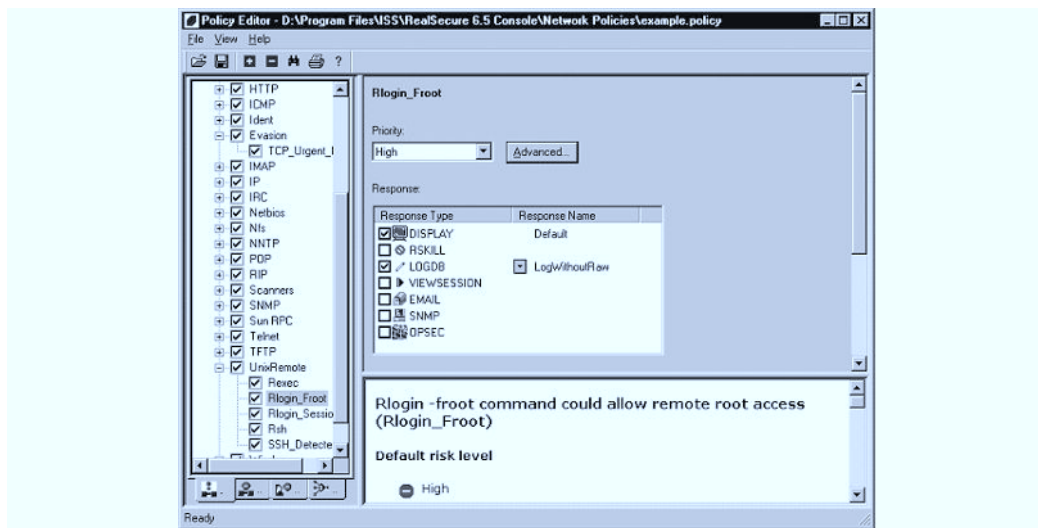 Policy Editor - D:\Program Files\ISS\RealSecure 6.5 Console\Network Policies\example.policy
File View Help
HTTP
ICMP
Ident
Evasion
TCP_Urgent_
IMAP
IP
IRC
Netbios
Nfs
NNTP
POP
RIP
Scanners
SNMP
Sun RPC
Telnet
TFTP
UnixRemote
Rexec
Rlogin_Froot
Rlogin_Sessio
Rsh
SSH_Detecte
Rlogin_Froot
Priority:
High Advanced...
Response:
Response Type Response Name
DISPLAY Default
RSKILL
LOGDB LogWithoutRaw
VIEWSESSION
EMAIL
SNMP
OPSEC
Rlogin -froot command could allow remote root access
(Rlogin_Froot)
Default risk level
High
Ready